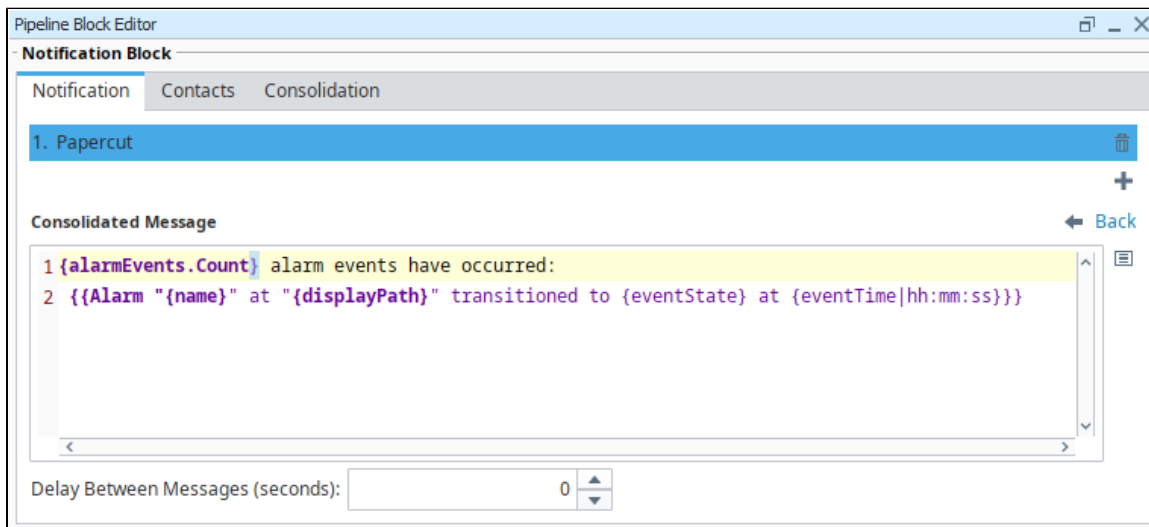 Pipeline Block Editor
Notification Block
Notification Contacts Consolidation
1. Papercut
Consolidated Message
Back
1 {alarmEvents.Count} alarm events have occurred:
2 {{Alarm "{name}" at "{displayPath}" transitioned to {eventState} at {eventTime|hh:mm:ss}}}
Delay Between Messages (seconds): 0